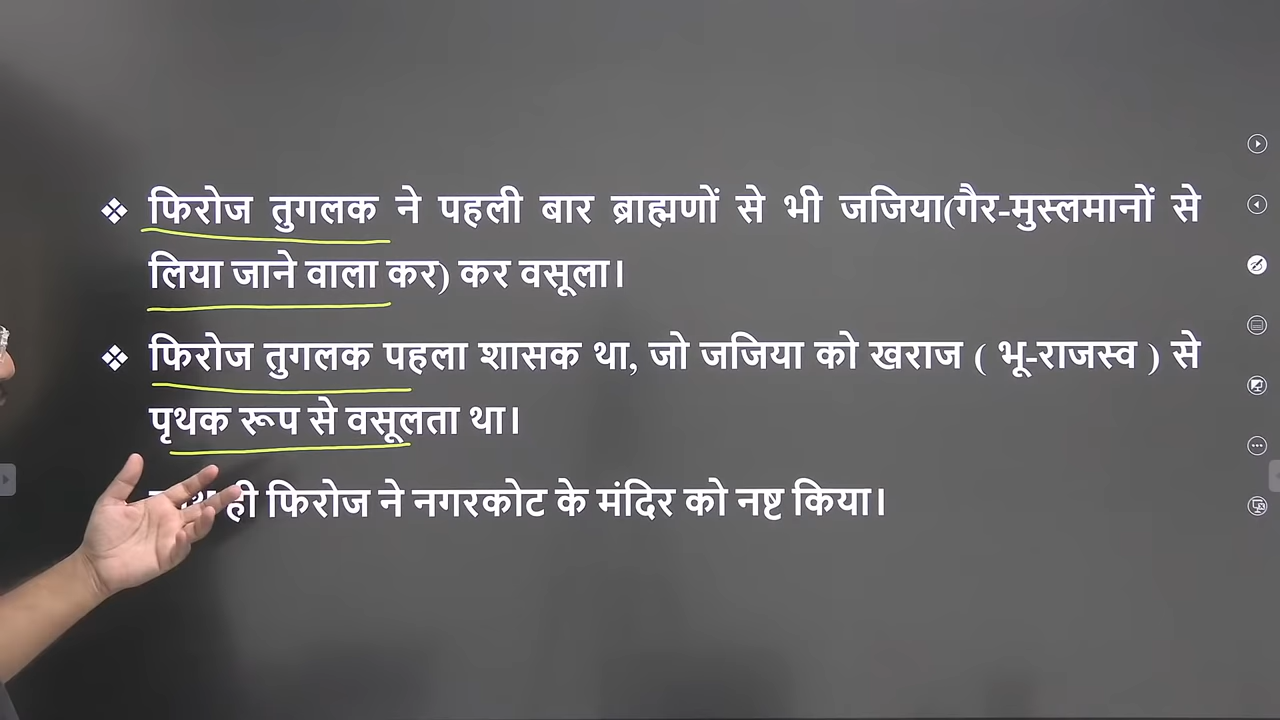 ❖ फिरोज तुगलक ने पहली बार ब्राह्मणों से भी जजिया(गैर-मुस्लमानों से
लिया जाने वाला कर) कर वसूला।
❖ फिरोज तुगलक पहला शासक था, जो जजिया को खराज ( भू-राजस्व ) से
पृथक रूप से वसूलता था।
ही फिरोज ने नगरकोट के मंदिर को नष्ट किया।